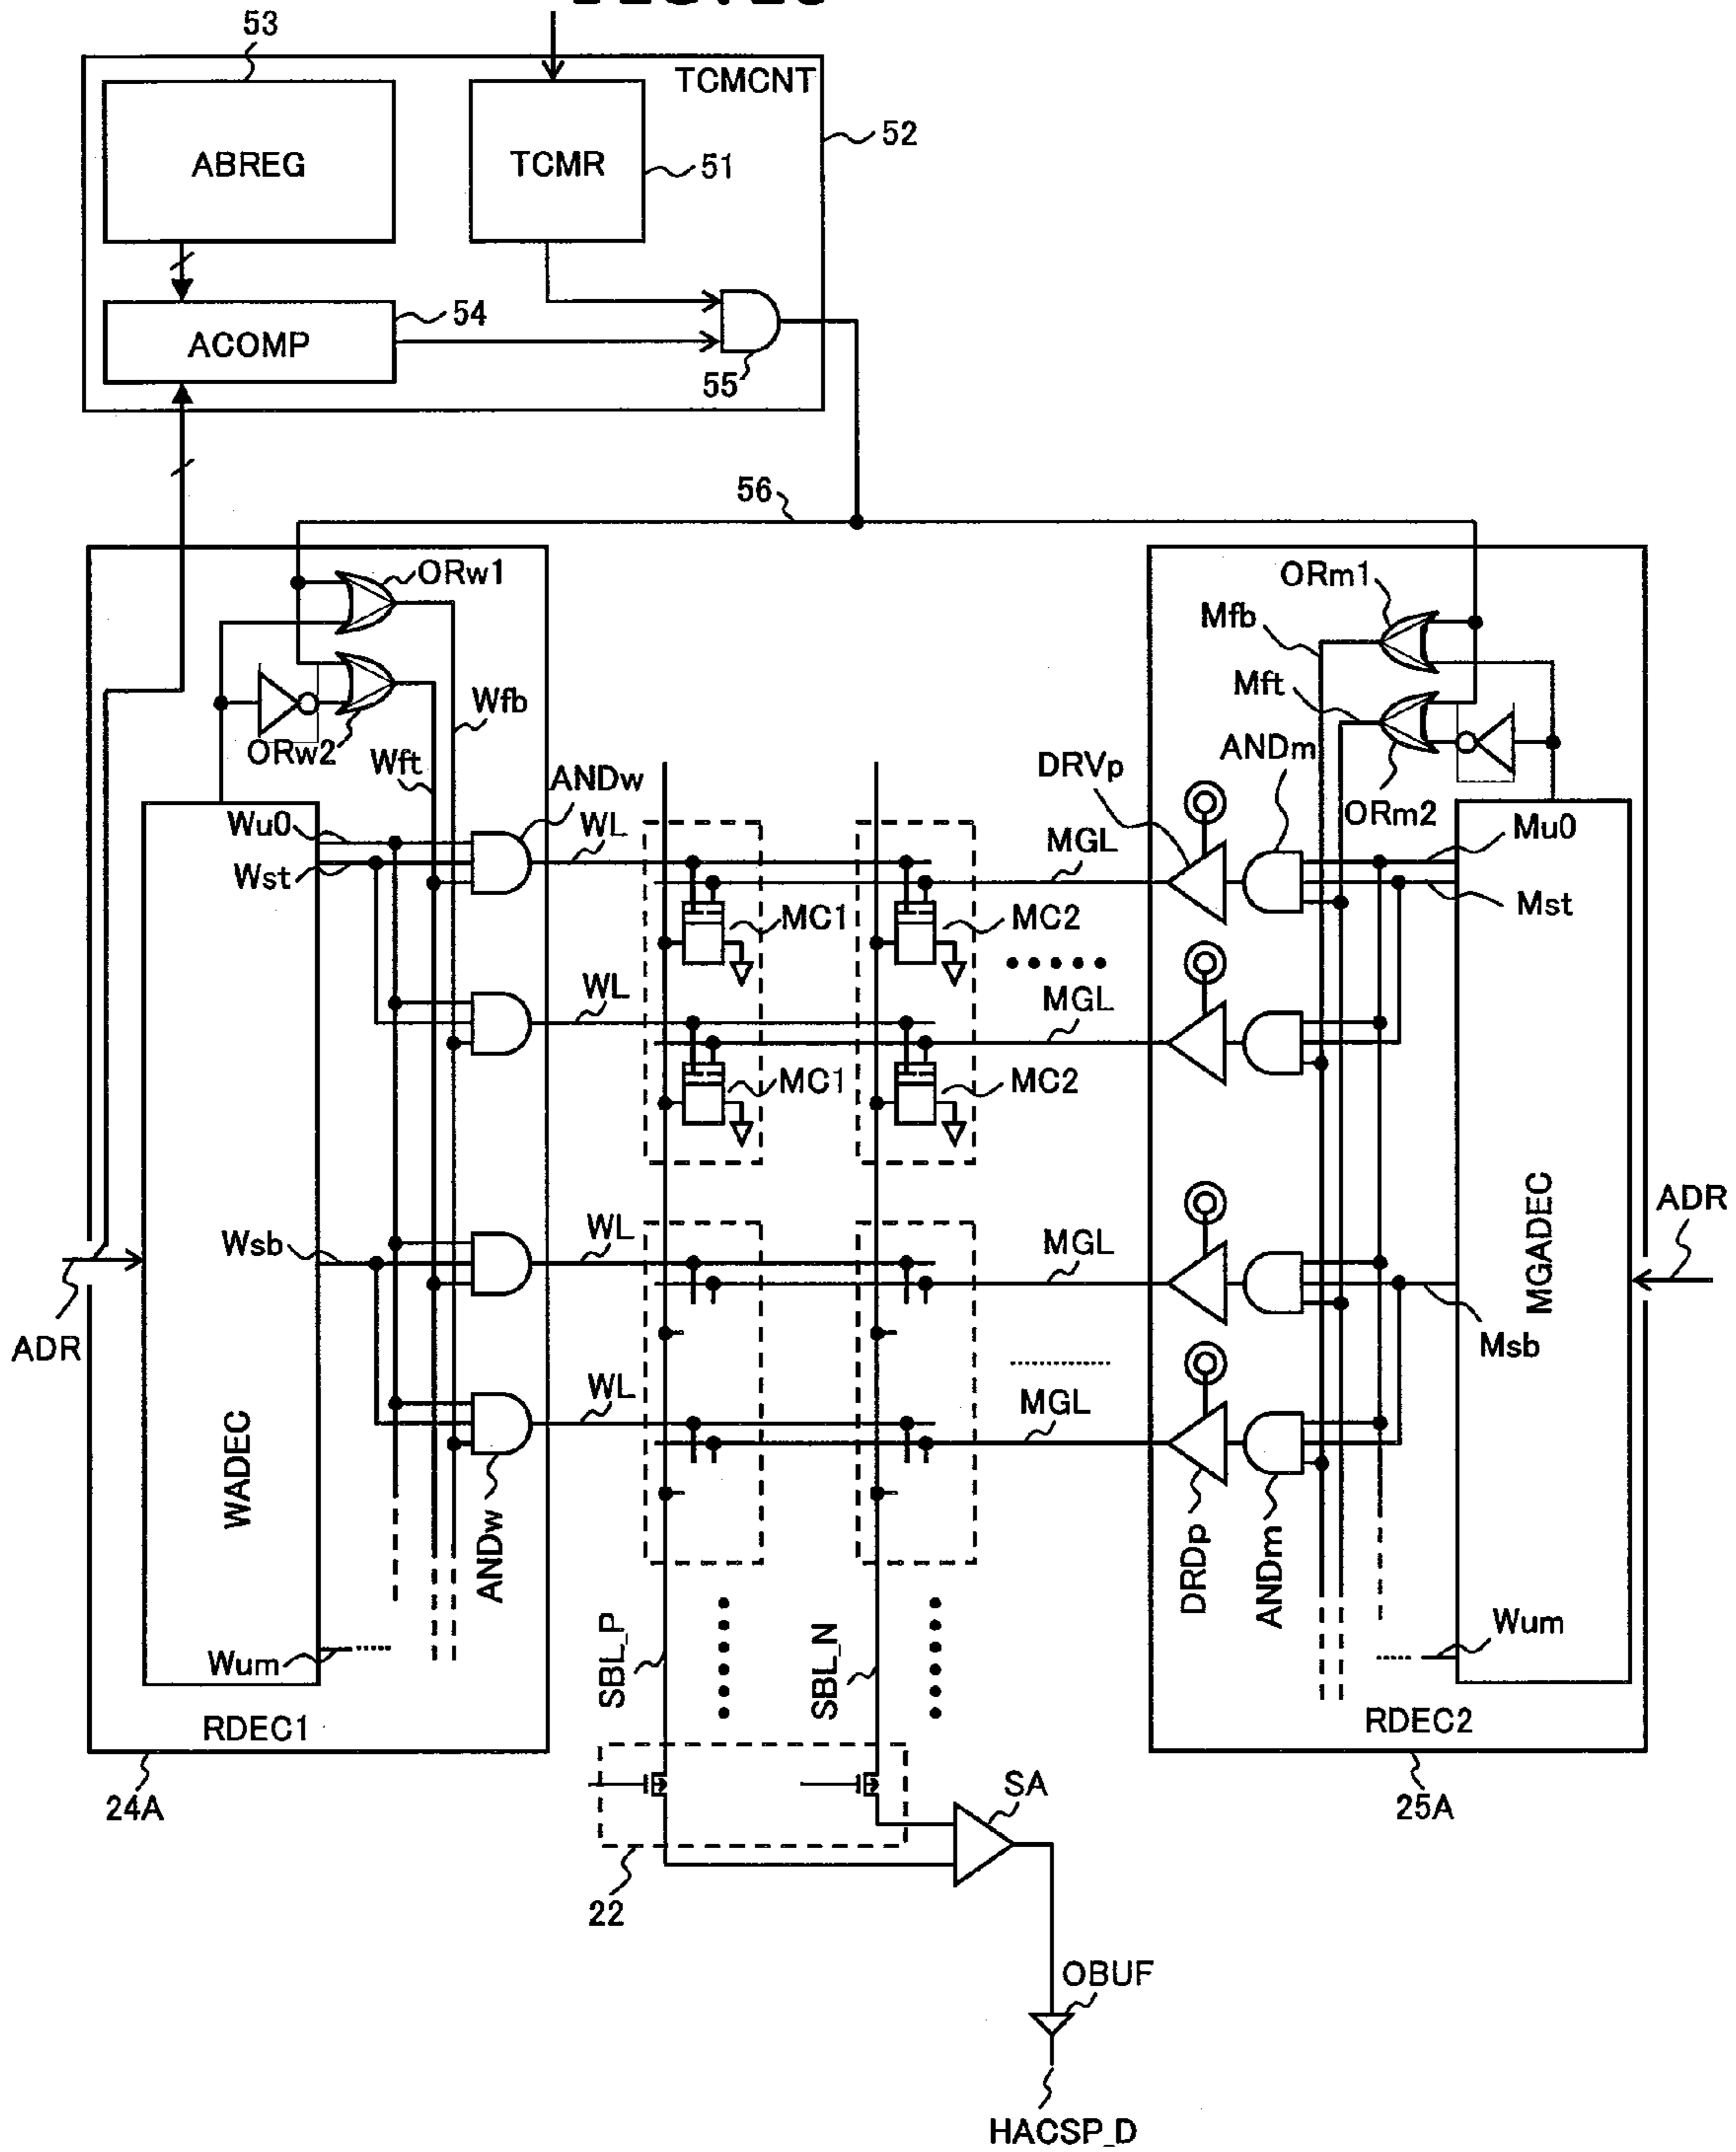 53
TCMCNT
52
ABREG
TCMR
51
54
ACOMP
55
56
ORw1
ORm1
Mfb
Wfb
Mft
ORw2
ANDm
Wft
ANDw
DRVp
ORm2
Wu0
WL
MGL
Mu0
Wst
Mst
MC1
MC2
WL
MGL
MC1
MC2
MGADEC
ADR
Wsb
WL
MGL
ADR
Msb
WL
MGL
WADEC
ANDw
DRDp
ANDm
SBL_P
SBL_N
Wum
Wum
RDEC1
RDEC2
24A
SA
25A
22
OBUF
HACSP_D